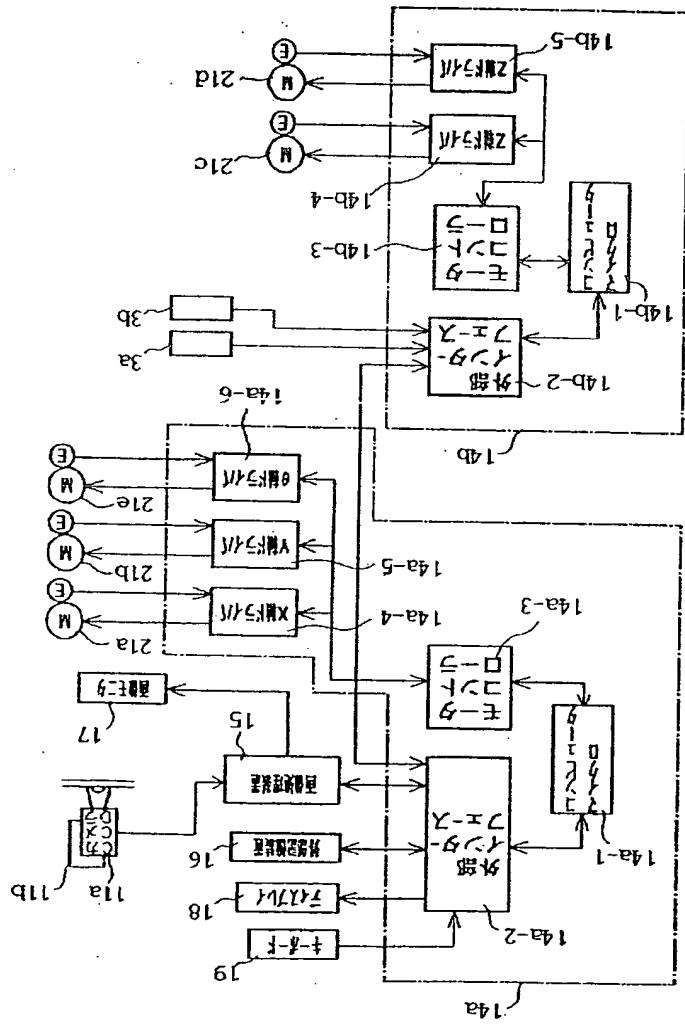 14a
14a-2
外部
インター
フェース
19
キーボード
18
ディスプレイ
16
外部記憶装置
15
画像処理装置
11a
11b
CCDカ
メラ
17
画像モニタ
14a-1
マイクロ
コンピュータ
14a-3
モータ
コント
ローラ
14a-4
X軸ドライバ
M
E
21a
14a-5
Y軸ドライバ
M
E
21b
14a-6
θ軸ドライバ
M
E
21e
14b
14b-2
外部
インター
フェース
3a
3b
14b-1
マイクロ
コンピュータ
14b-3
モータ
コント
ローラ
14b-4
Z軸ドライバ
M
E
21c
14b-5
Z軸ドライバ
M
E
21d